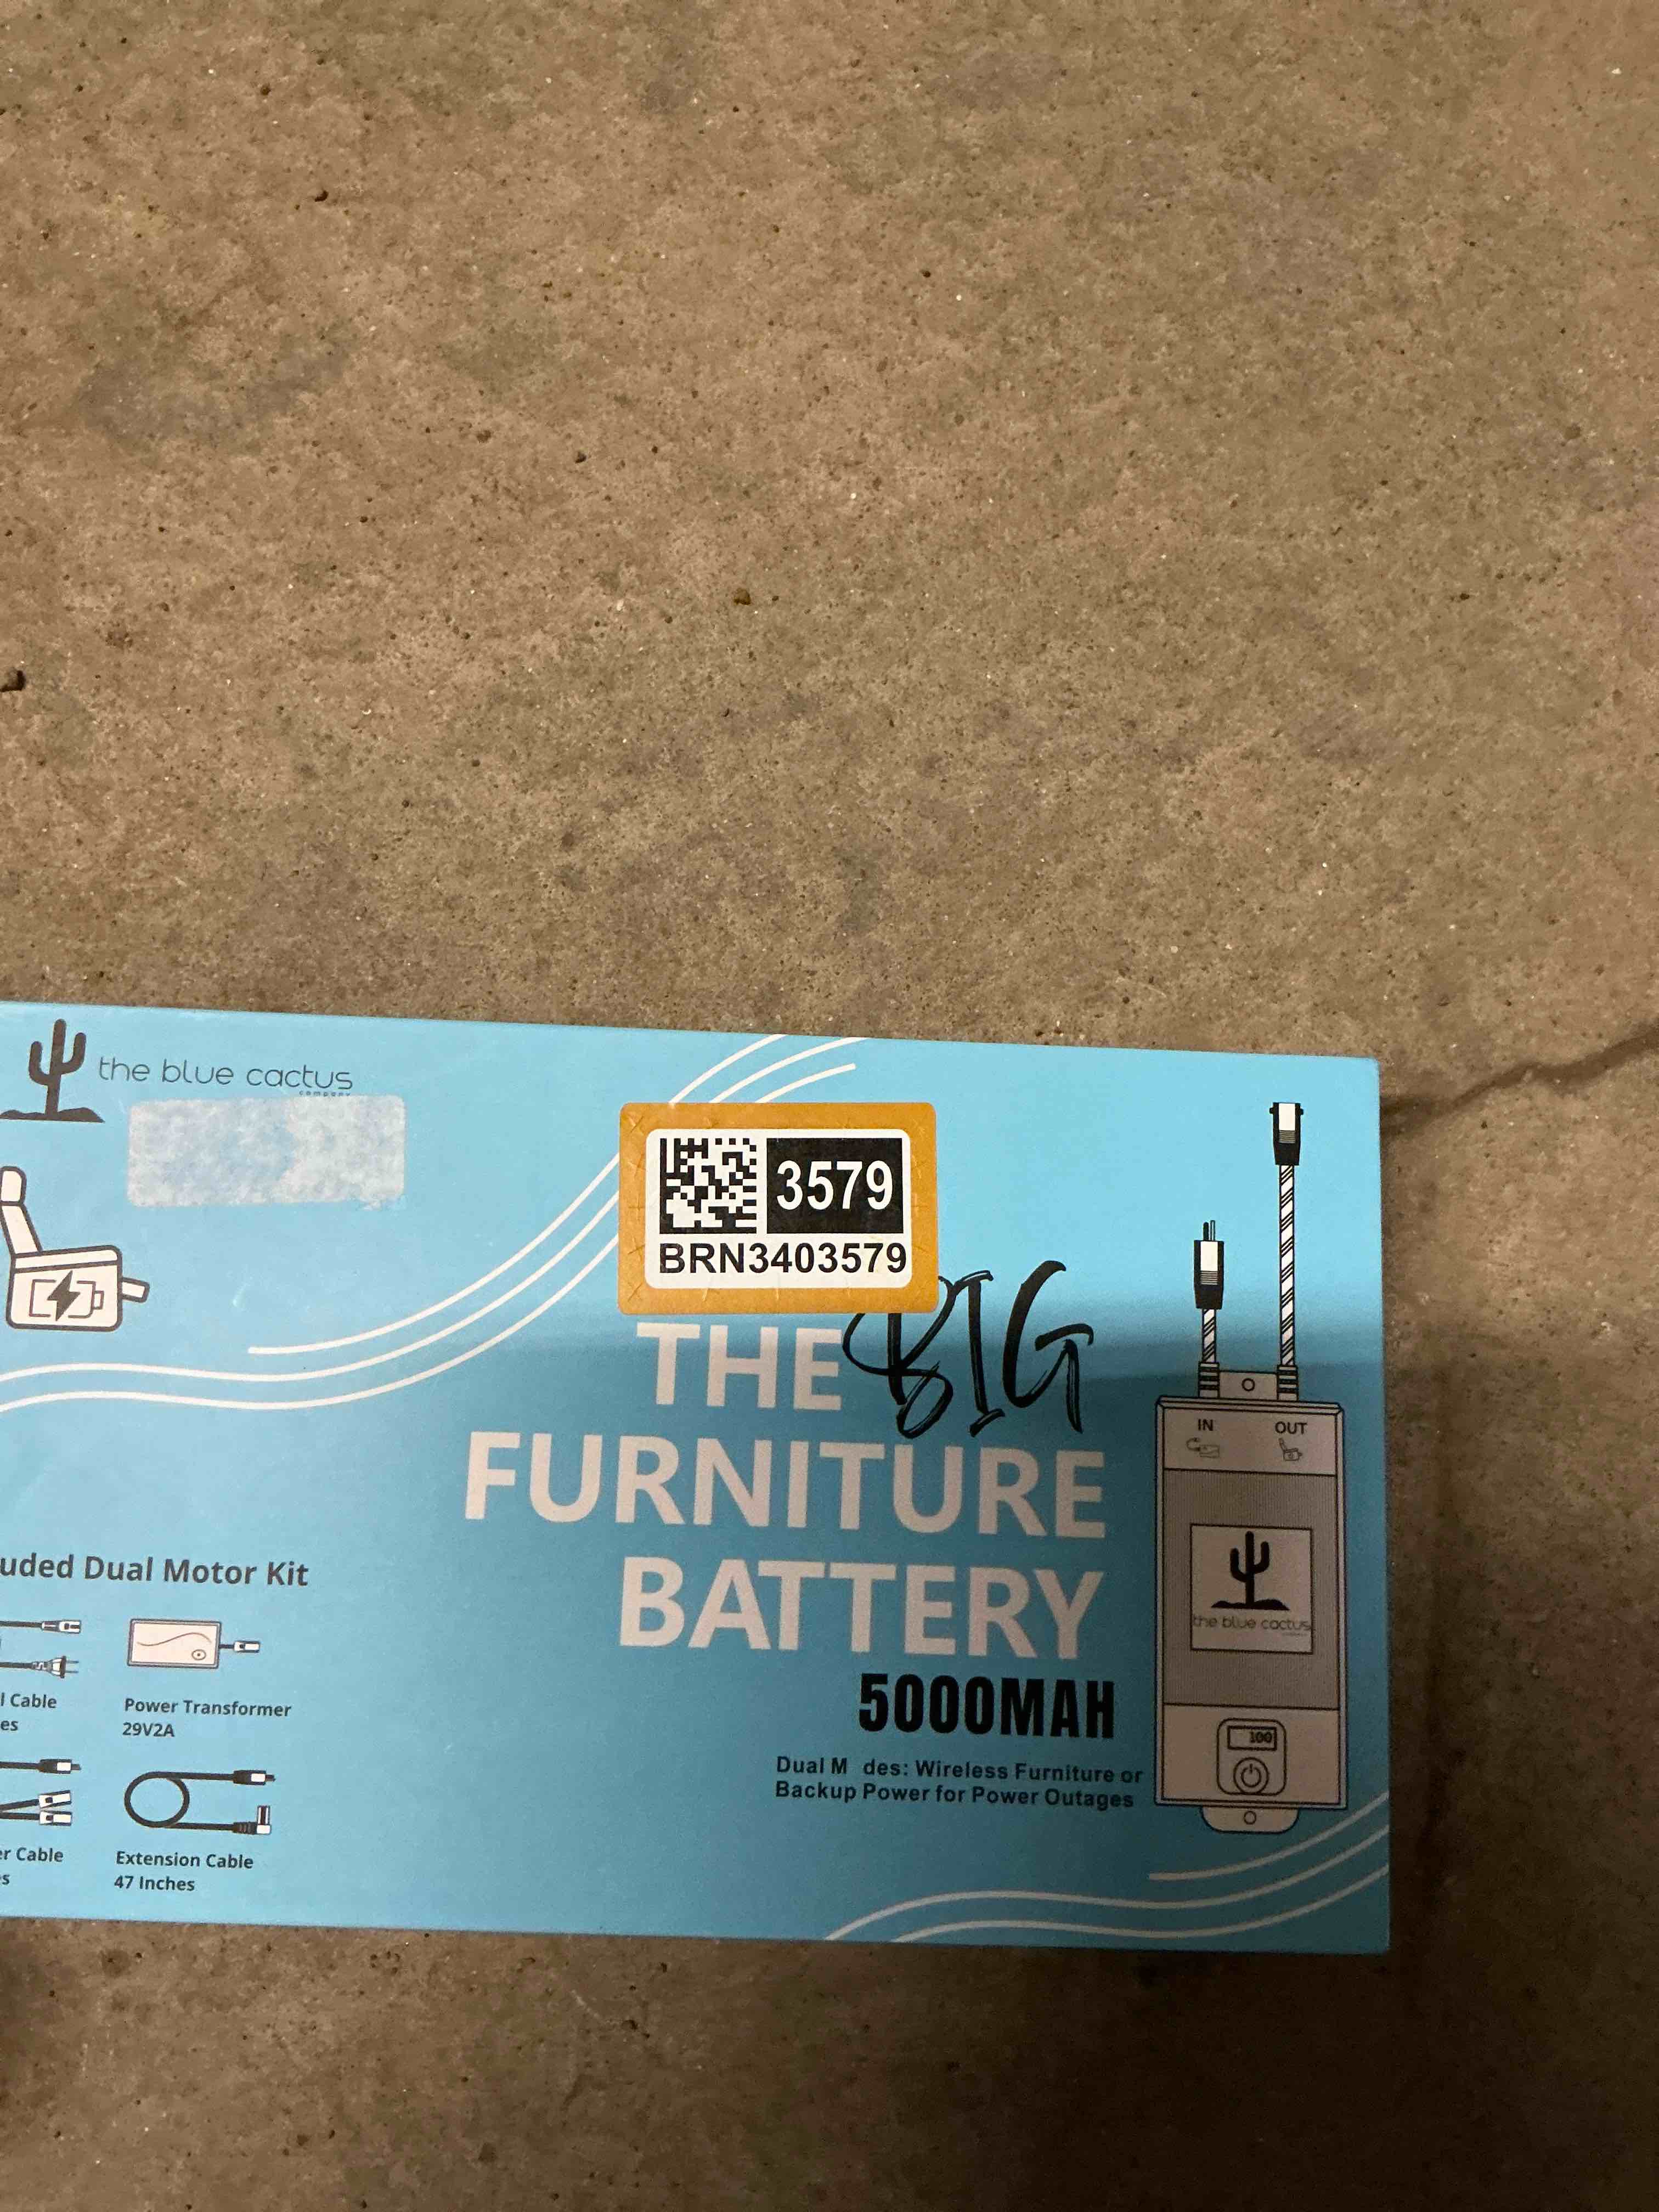 the blue cactus
company
3579
BRN3403579
THE BIG
FURNITURE
BATTERY
5000MAH
Dual M des: Wireless Furniture or
Backup Power for Power Outages
IN OUT
the blue cactus
100
uded Dual Motor Kit
l Cable
es
Power Transformer
29V2A
er Cable
s
Extension Cable
47 Inches